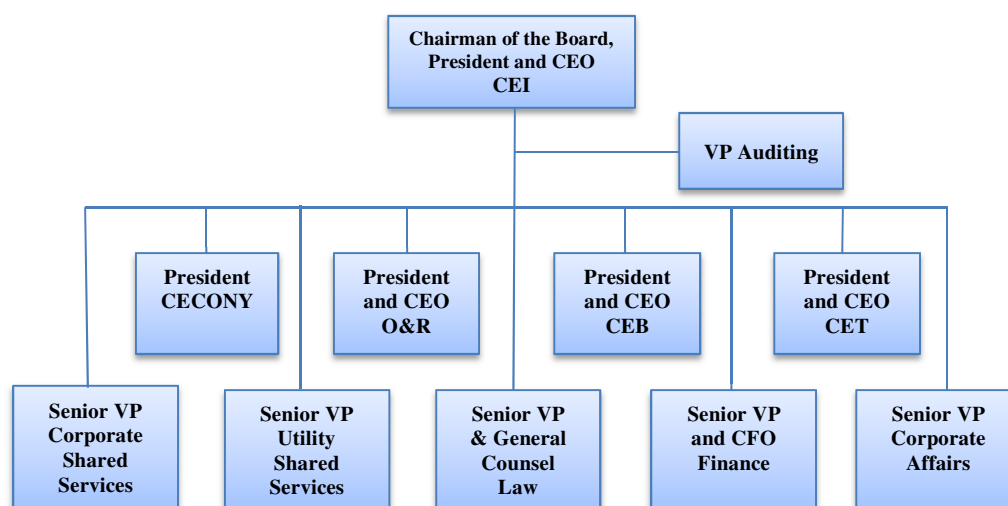 Chairman of the Board,
President and CEO
CEI
VP Auditing
President
CECONY
President
and CEO
O&R
President
and CEO
CEB
President
and CEO
CET
Senior VP
Corporate
Shared
Services
Senior VP
Utility
Shared
Services
Senior VP
& General
Counsel
Law
Senior VP
and CFO
Finance
Senior VP
Corporate
Affairs